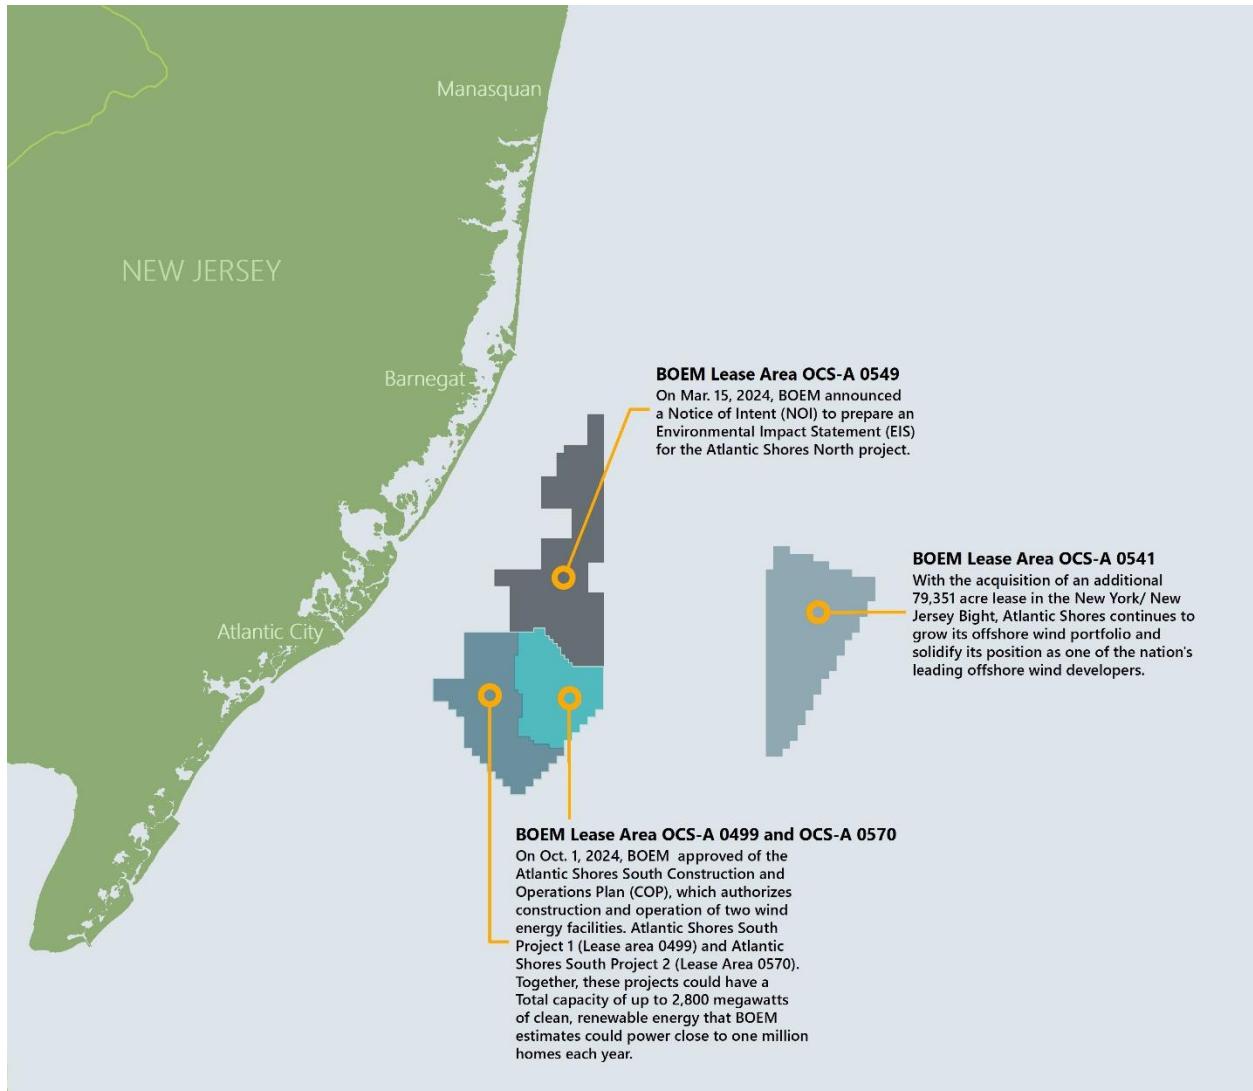 Manasquan
NEW JERSEY
Barnegat
BOEM Lease Area OCS-A 0549
On Mar. 15, 2024, BOEM announced
a Notice of Intent (NOI) to prepare an
Environmental Impact Statement (EIS)
for the Atlantic Shores North project.
BOEM Lease Area OCS-A 0541
With the acquisition of an additional
79,351 acre lease in the New York/ New
Jersey Bight, Atlantic Shores continues to
grow its offshore wind portfolio and
solidify its position as one of the nation's
leading offshore wind developers.
Atlantic City
BOEM Lease Area OCS-A 0499 and OCS-A 0570
On Oct. 1, 2024, BOEM  approved of the
Atlantic Shores South Construction and
Operations Plan (COP), which authorizes
construction and operation of two wind
energy facilities. Atlantic Shores South
Project 1 (Lease area 0499) and Atlantic
Shores South Project 2 (Lease Area 0570).
Together, these projects could have a
Total capacity of up to 2,800 megawatts
of clean, renewable energy that BOEM
estimates could power close to one million
homes each year.